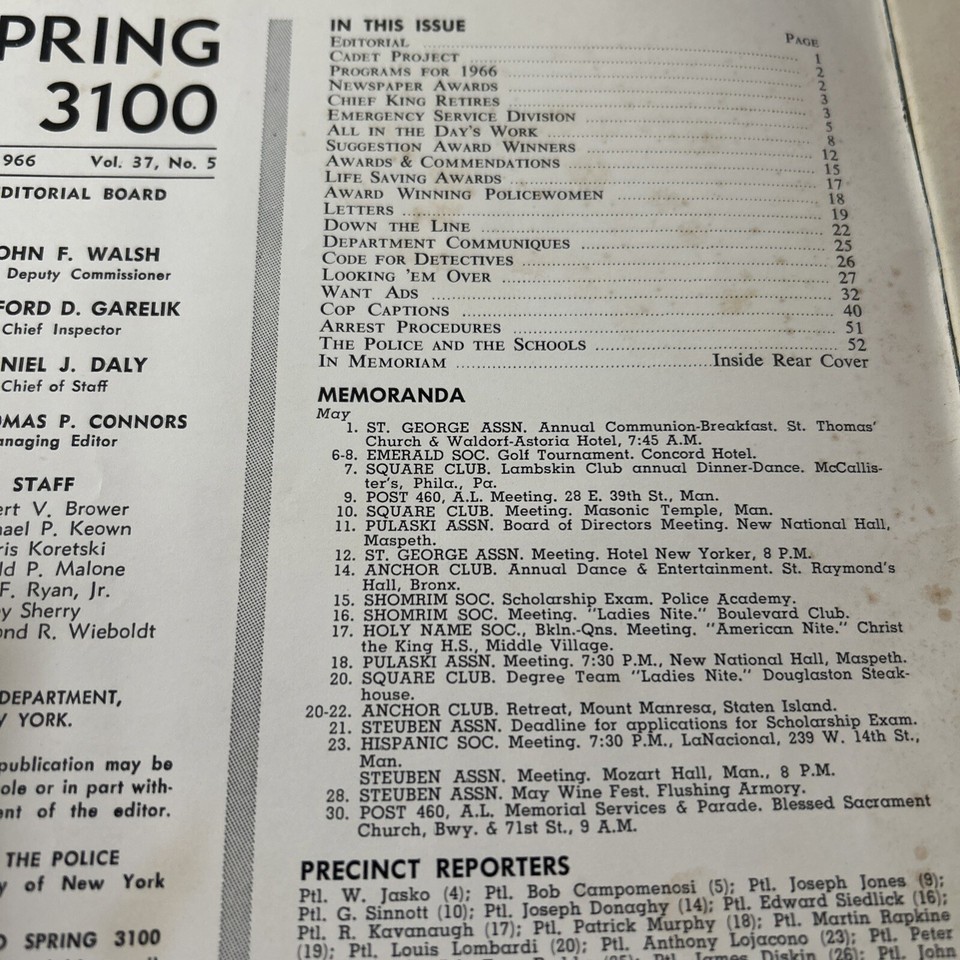 PRING
3100
966 Vol. 37, No. 5
DITORIAL BOARD
OHN F. WALSH
Deputy Commissioner
FORD D. GARELIK
Chief Inspector
NIEL J. DALY
Chief of Staff
OMAS P. CONNORS
anaging Editor
STAFF
ert V. Brower
hael P. Keown
ris Koretski
ld P. Malone
F. Ryan, Jr.
y Sherry
ond R. Wieboldt
DEPARTMENT,
YORK.
publication may be
ole or in part with-
ent of the editor.
THE POLICE
y of New York
SPRING 3100
IN THIS ISSUE
PAGE
EDITORIAL 1
CADET PROJECT 2
PROGRAMS FOR 1966 2
NEWSPAPER AWARDS 3
CHIEF KING RETIRES 3
EMERGENCY SERVICE DIVISION 5
ALL IN THE DAY'S WORK 8
SUGGESTION AWARD WINNERS 12
AWARDS & COMMENDATIONS 15
LIFE SAVING AWARDS 17
AWARD WINNING POLICEWOMEN 18
LETTERS 19
DOWN THE LINE 22
DEPARTMENT COMMUNIQUES 25
CODE FOR DETECTIVES 26
LOOKING 'EM OVER 27
WANT ADS 32
COP CAPTIONS 40
ARREST PROCEDURES 51
THE POLICE AND THE SCHOOLS 52
IN MEMORIAM Inside Rear Cover
MEMORANDA
May
1. ST. GEORGE ASSN. Annual Communion-Breakfast. St. Thomas'
Church & Waldorf-Astoria Hotel, 7:45 A.M.
6-8. EMERALD SOC. Golf Tournament. Concord Hotel.
7. SQUARE CLUB. Lambskin Club annual Dinner-Dance. McCallis-
ter's, Phila., Pa.
9. POST 460, A.L. Meeting. 28 E. 39th St., Man.
10. SQUARE CLUB. Meeting. Masonic Temple, Man.
11. PULASKI ASSN. Board of Directors Meeting. New National Hall,
Maspeth.
12. ST. GEORGE ASSN. Meeting. Hotel New Yorker, 8 P.M.
14. ANCHOR CLUB. Annual Dance & Entertainment. St. Raymond's
Hall, Bronx.
15. SHOMRIM SOC. Scholarship Exam. Police Academy.
16. SHOMRIM SOC. Meeting. "Ladies Nite." Boulevard Club.
17. HOLY NAME SOC., Bkln.-Qns. Meeting. "American Nite." Christ
the King H.S., Middle Village.
18. PULASKI ASSN. Meeting. 7:30 P.M., New National Hall, Maspeth.
20. SQUARE CLUB. Degree Team "Ladies Nite." Douglaston Steak-
house.
20-22. ANCHOR CLUB. Retreat, Mount Manresa, Staten Island.
21. STEUBEN ASSN. Deadline for applications for Scholarship Exam.
23. HISPANIC SOC. Meeting. 7:30 P.M., LaNacional, 239 W. 14th St.,
Man.
STEUBEN ASSN. Meeting. Mozart Hall, Man., 8 P.M.
28. STEUBEN ASSN. May Wine Fest. Flushing Armory.
30. POST 460, A.L. Memorial Services & Parade. Blessed Sacrament
Church, Bwy. & 71st St., 9 A.M.
PRECINCT REPORTERS
Ptl. W. Jasko (4); Ptl. Bob Campomenosi (5); Ptl. Joseph Jones (9);
Ptl. G. Sinnott (10); Ptl. Joseph Donaghy (14); Ptl. Edward Siedlick (16);
Ptl. R. Kavanaugh (17); Ptl. Patrick Murphy (18); Ptl. Martin Rapkine
(19); Ptl. Louis Lombardi (20); Ptl. Anthony Lojacono (23); Ptl. Peter
(25); Ptl. James Diskin (26); Ptl. John